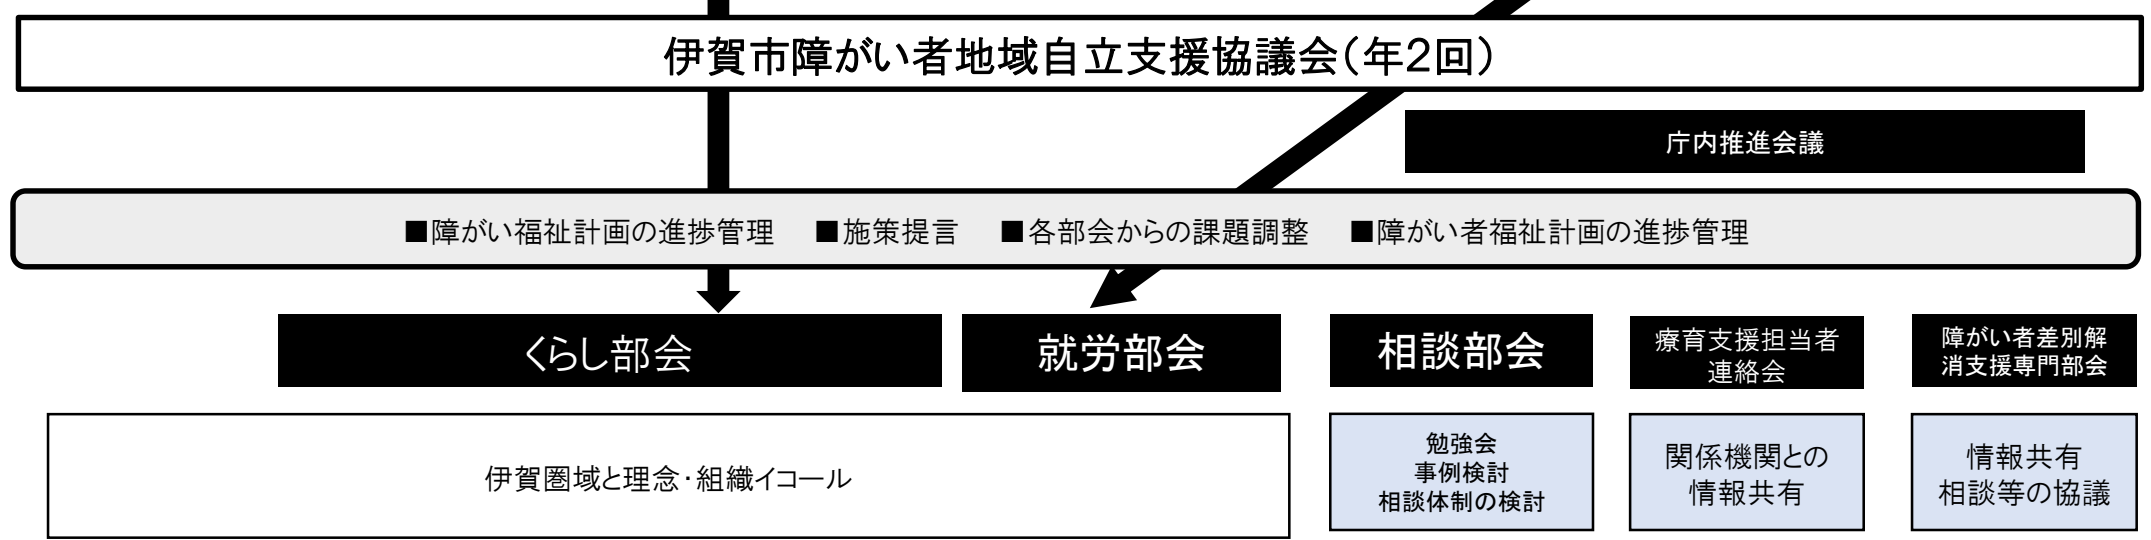 伊賀市障がい者地域自立支援協議会（年2回）
庁内推進会議
■障がい福祉計画の進捗管理　■施策提言　■各部会からの課題調整　■障がい者福祉計画の進捗管理
くらし部会
就労部会
相談部会
療育支援担当者
連絡会
障がい者差別解
消支援専門部会
伊賀圏域と理念・組織イコール
勉強会
事例検討
相談体制の検討
関係機関との
情報共有
情報共有
相談等の協議